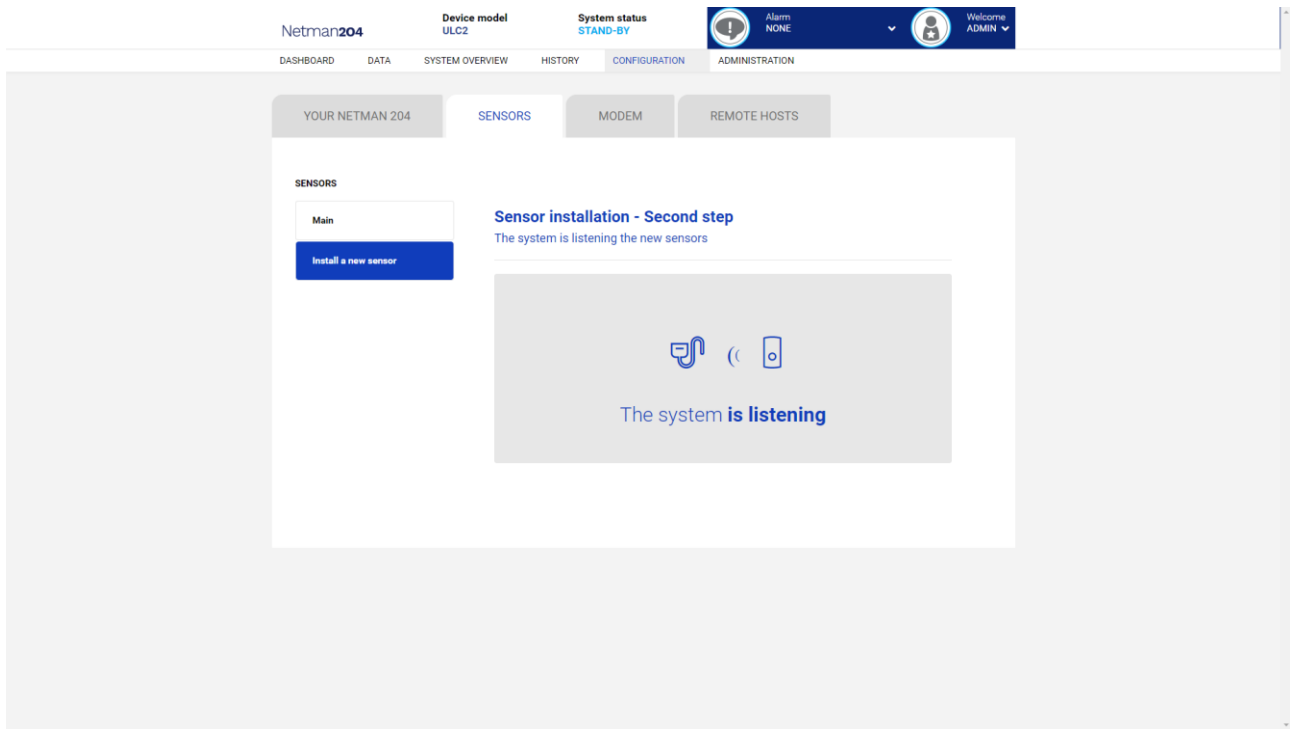 Netman204
Device model
ULC2
System status
STAND-BY
Alarm
NONE
Welcome
ADMIN
DASHBOARD DATA SYSTEM OVERVIEW HISTORY CONFIGURATION ADMINISTRATION
YOUR NETMAN 204 SENSORS MODEM REMOTE HOSTS
SENSORS
Main
Install a new sensor
Sensor installation - Second step
The system is listening the new sensors
The system is listening